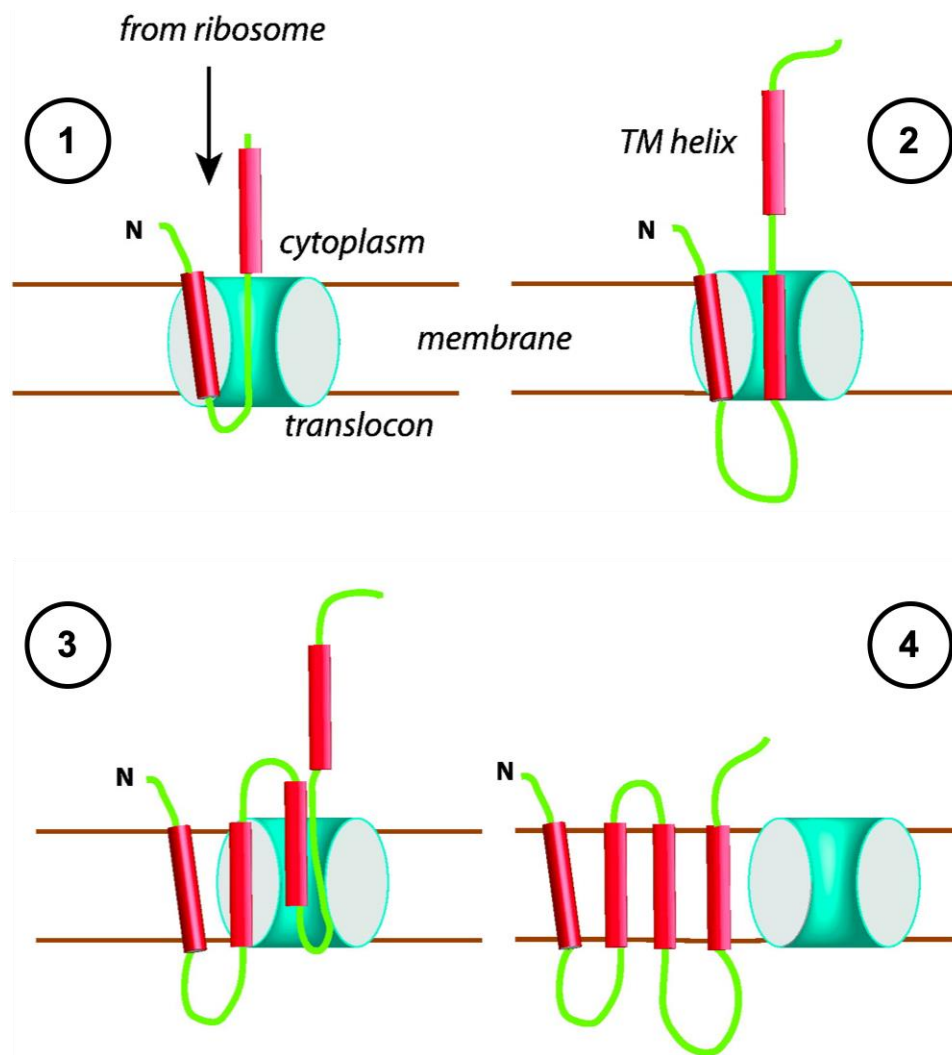 from ribosome
1
N
cytoplasm
membrane
translocon
2
TM helix
N
3
N
4
N